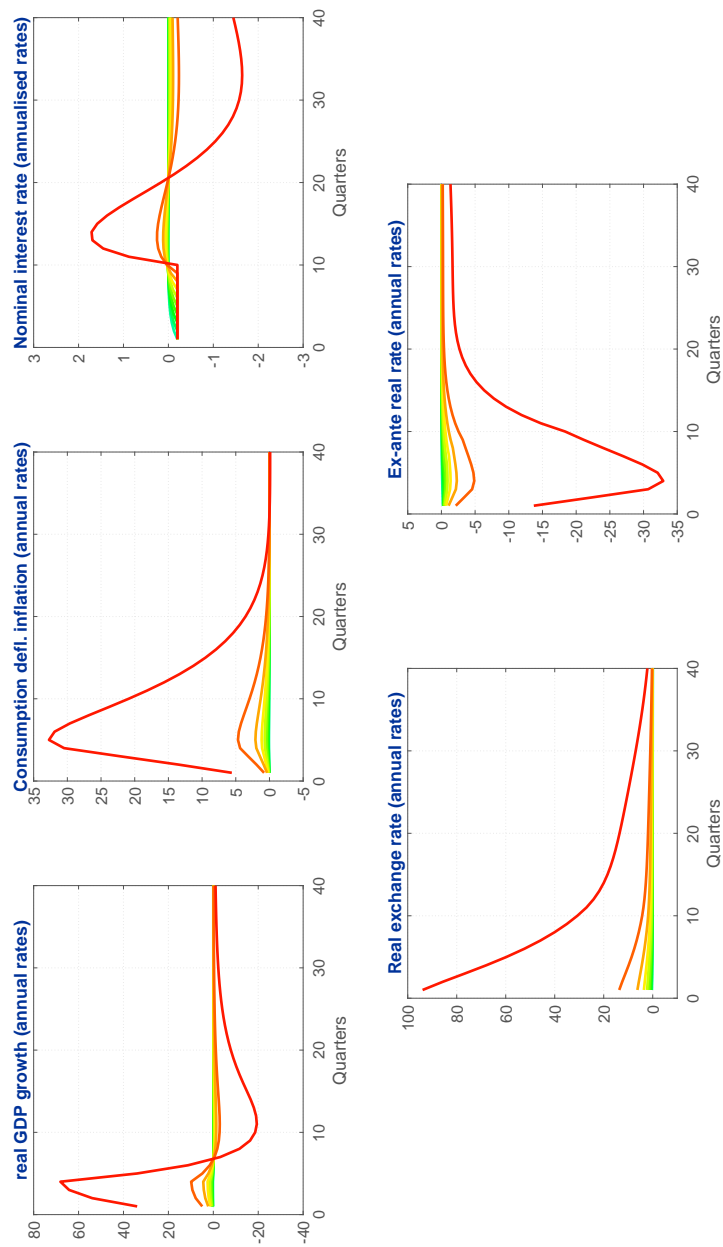 real GDP growth (annual rates)
80
60
40
20
0
-20
-40
0 10 20 30 40
Quarters
Consumption defl. inflation (annual rates)
35
30
25
20
15
10
5
0
-5
0 10 20 30 40
Quarters
Nominal interest rate (annualised rates)
3
2
1
0
-1
-2
-3
0 10 20 30 40
Quarters
Real exchange rate (annual rates)
100
80
60
40
20
0
0 10 20 30 40
Quarters
Ex-ante real rate (annual rates)
5
0
-5
-10
-15
-20
-25
-30
-35
0 10 20 30 40
Quarters